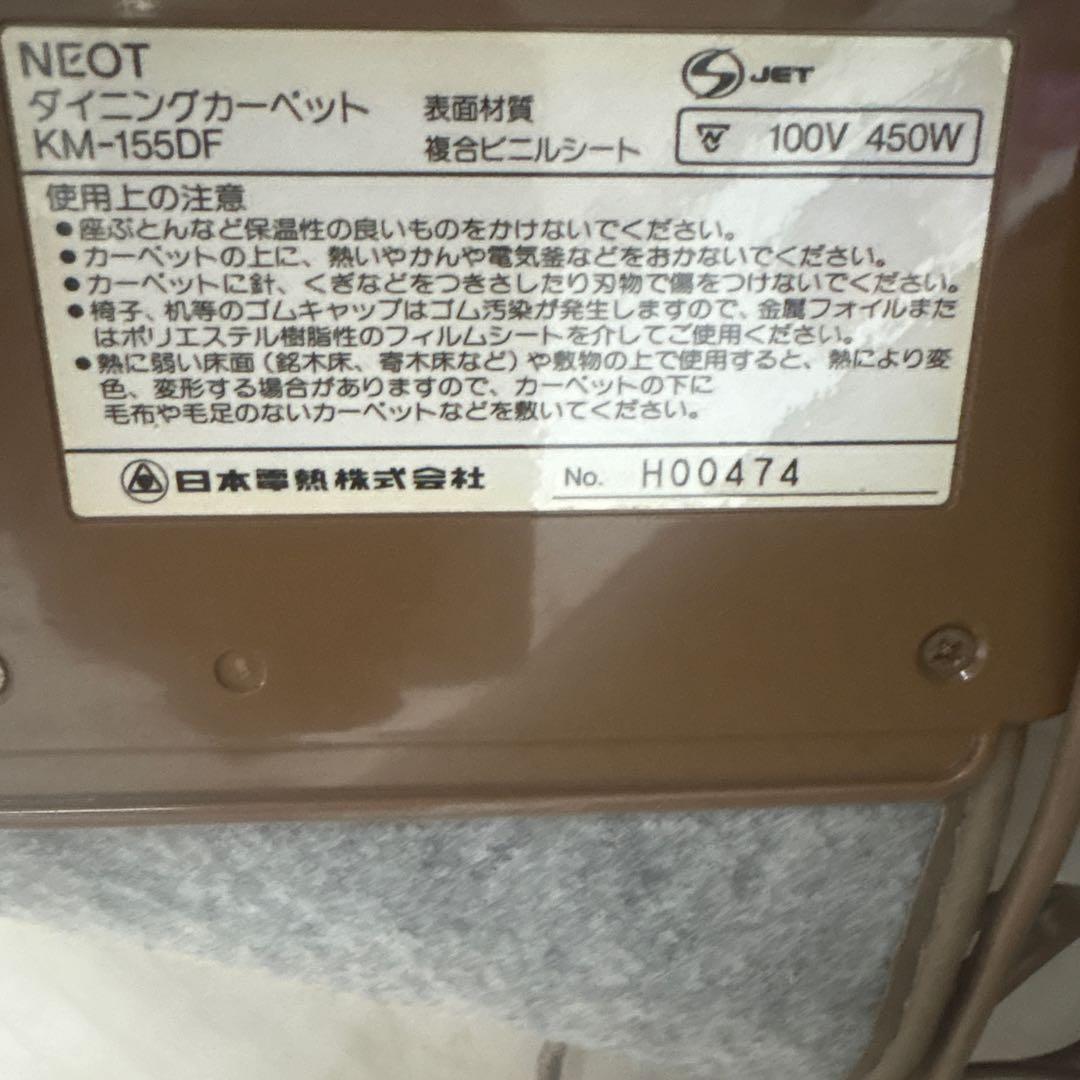 NEOT
ダイニングカーペット
KM-155DF
表面材質
複合ビニルシート
JET
100V 450W
使用上の注意
●座ぶとんなど保温性の良いものをかけないでください。
●カーペットの上に、熱いやかんや電気釜などをおかないでください。
●カーペットに針、くぎなどをつきさしたり刃物で傷をつけないでください。
●椅子、机等のゴムキャップはゴム汚染が発生しますので、金属フォイルまた
はポリエステル樹脂性のフィルムシートを介してご使用ください。
●熱に弱い床面（銘木床、寄木床など）や敷物の上で使用すると、熱により変
色、変形する場合がありますので、カーペットの下に
毛布や毛足のないカーペットなどを敷いてください。
日本電熱株式会社
No. H00474